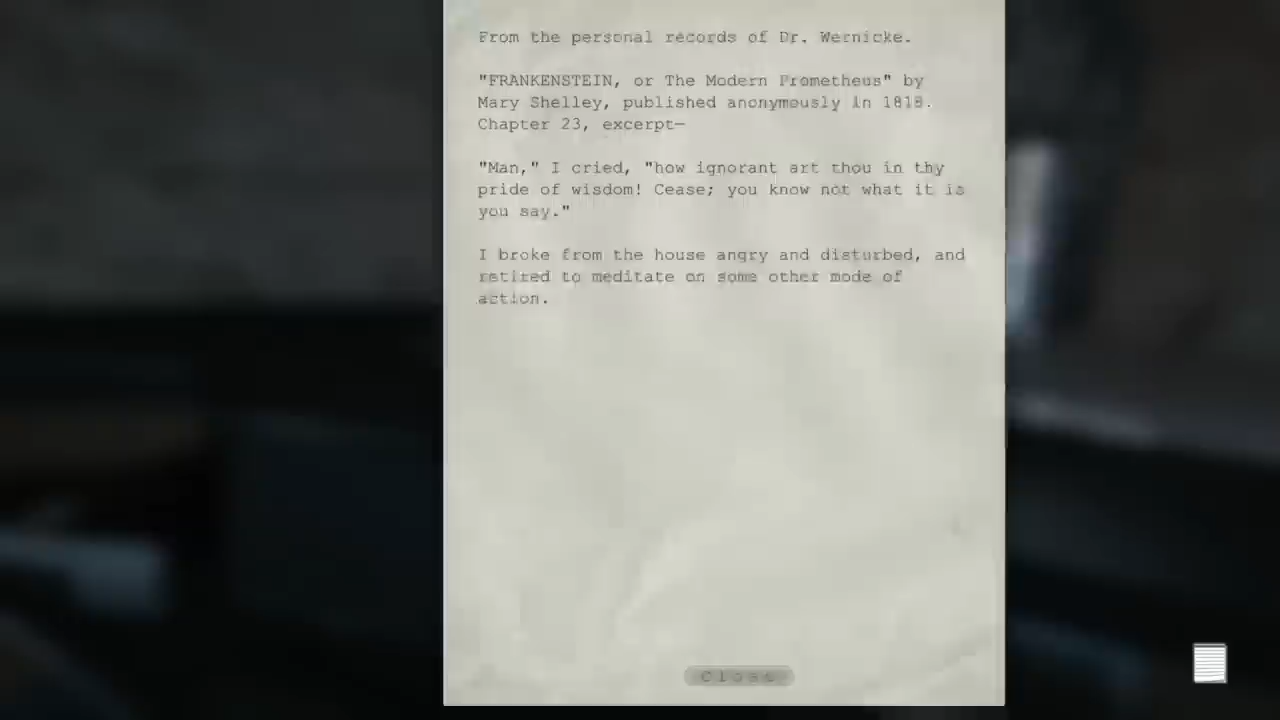 From the personal records of Dr. Wernicke.
"FRANKENSTEIN, or The Modern Prometheus" by
Mary Shelley, published anonymously in 1818.
Chapter 23, excerpt—
"Man," I cried, "how ignorant art thou in thy
pride of wisdom! Cease; you know not what it is
you say."
I broke from the house angry and disturbed, and
retired to meditate on some other mode of
action.
Close